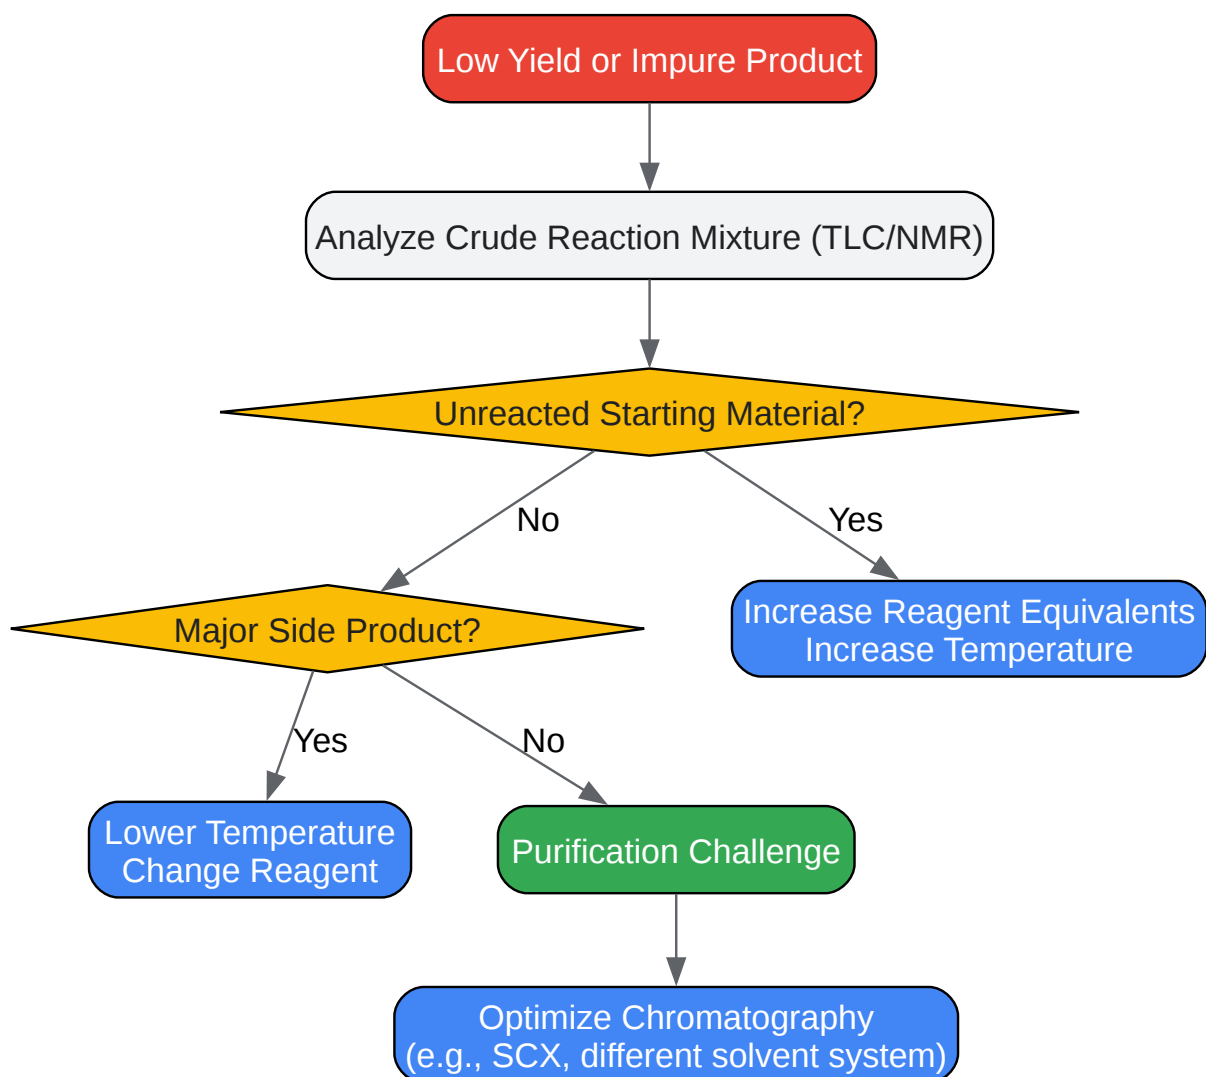 Low Yield or Impure Product
Analyze Crude Reaction Mixture (TLC/NMR)
Unreacted Starting Material?
No
Yes
Major Side Product?
Increase Reagent Equivalents
Increase Temperature
Yes
No
Lower Temperature
Change Reagent
Purification Challenge
Optimize Chromatography
(e.g., SCX, different solvent system)